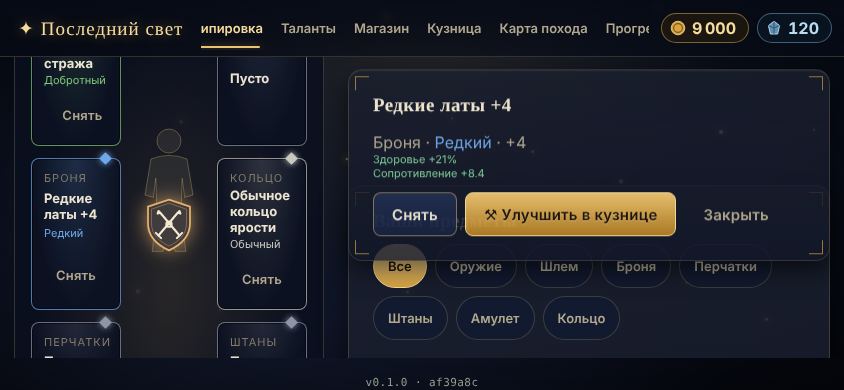 ✦ Последний свет
ипировка Таланты Магазин Кузница Карта похода Прогре
9 000
120
стража
Добротный
Снять
Пусто
БРОНЯ
Редкие
латы +4
Редкий
Снять
КОЛЬЦО
Обычное
кольцо
ярости
Обычный
Снять
ПЕРЧАТКИ
ШТАНЫ
Редкие латы +4
Броня · Редкий · +4
Здоровье +21%
Сопротивление +8.4
Снять
⚒ Улучшить в кузнице
Закрыть
Все Оружие Шлем Броня Перчатки
Штаны Амулет Кольцо
v0.1.0 · af39a8c